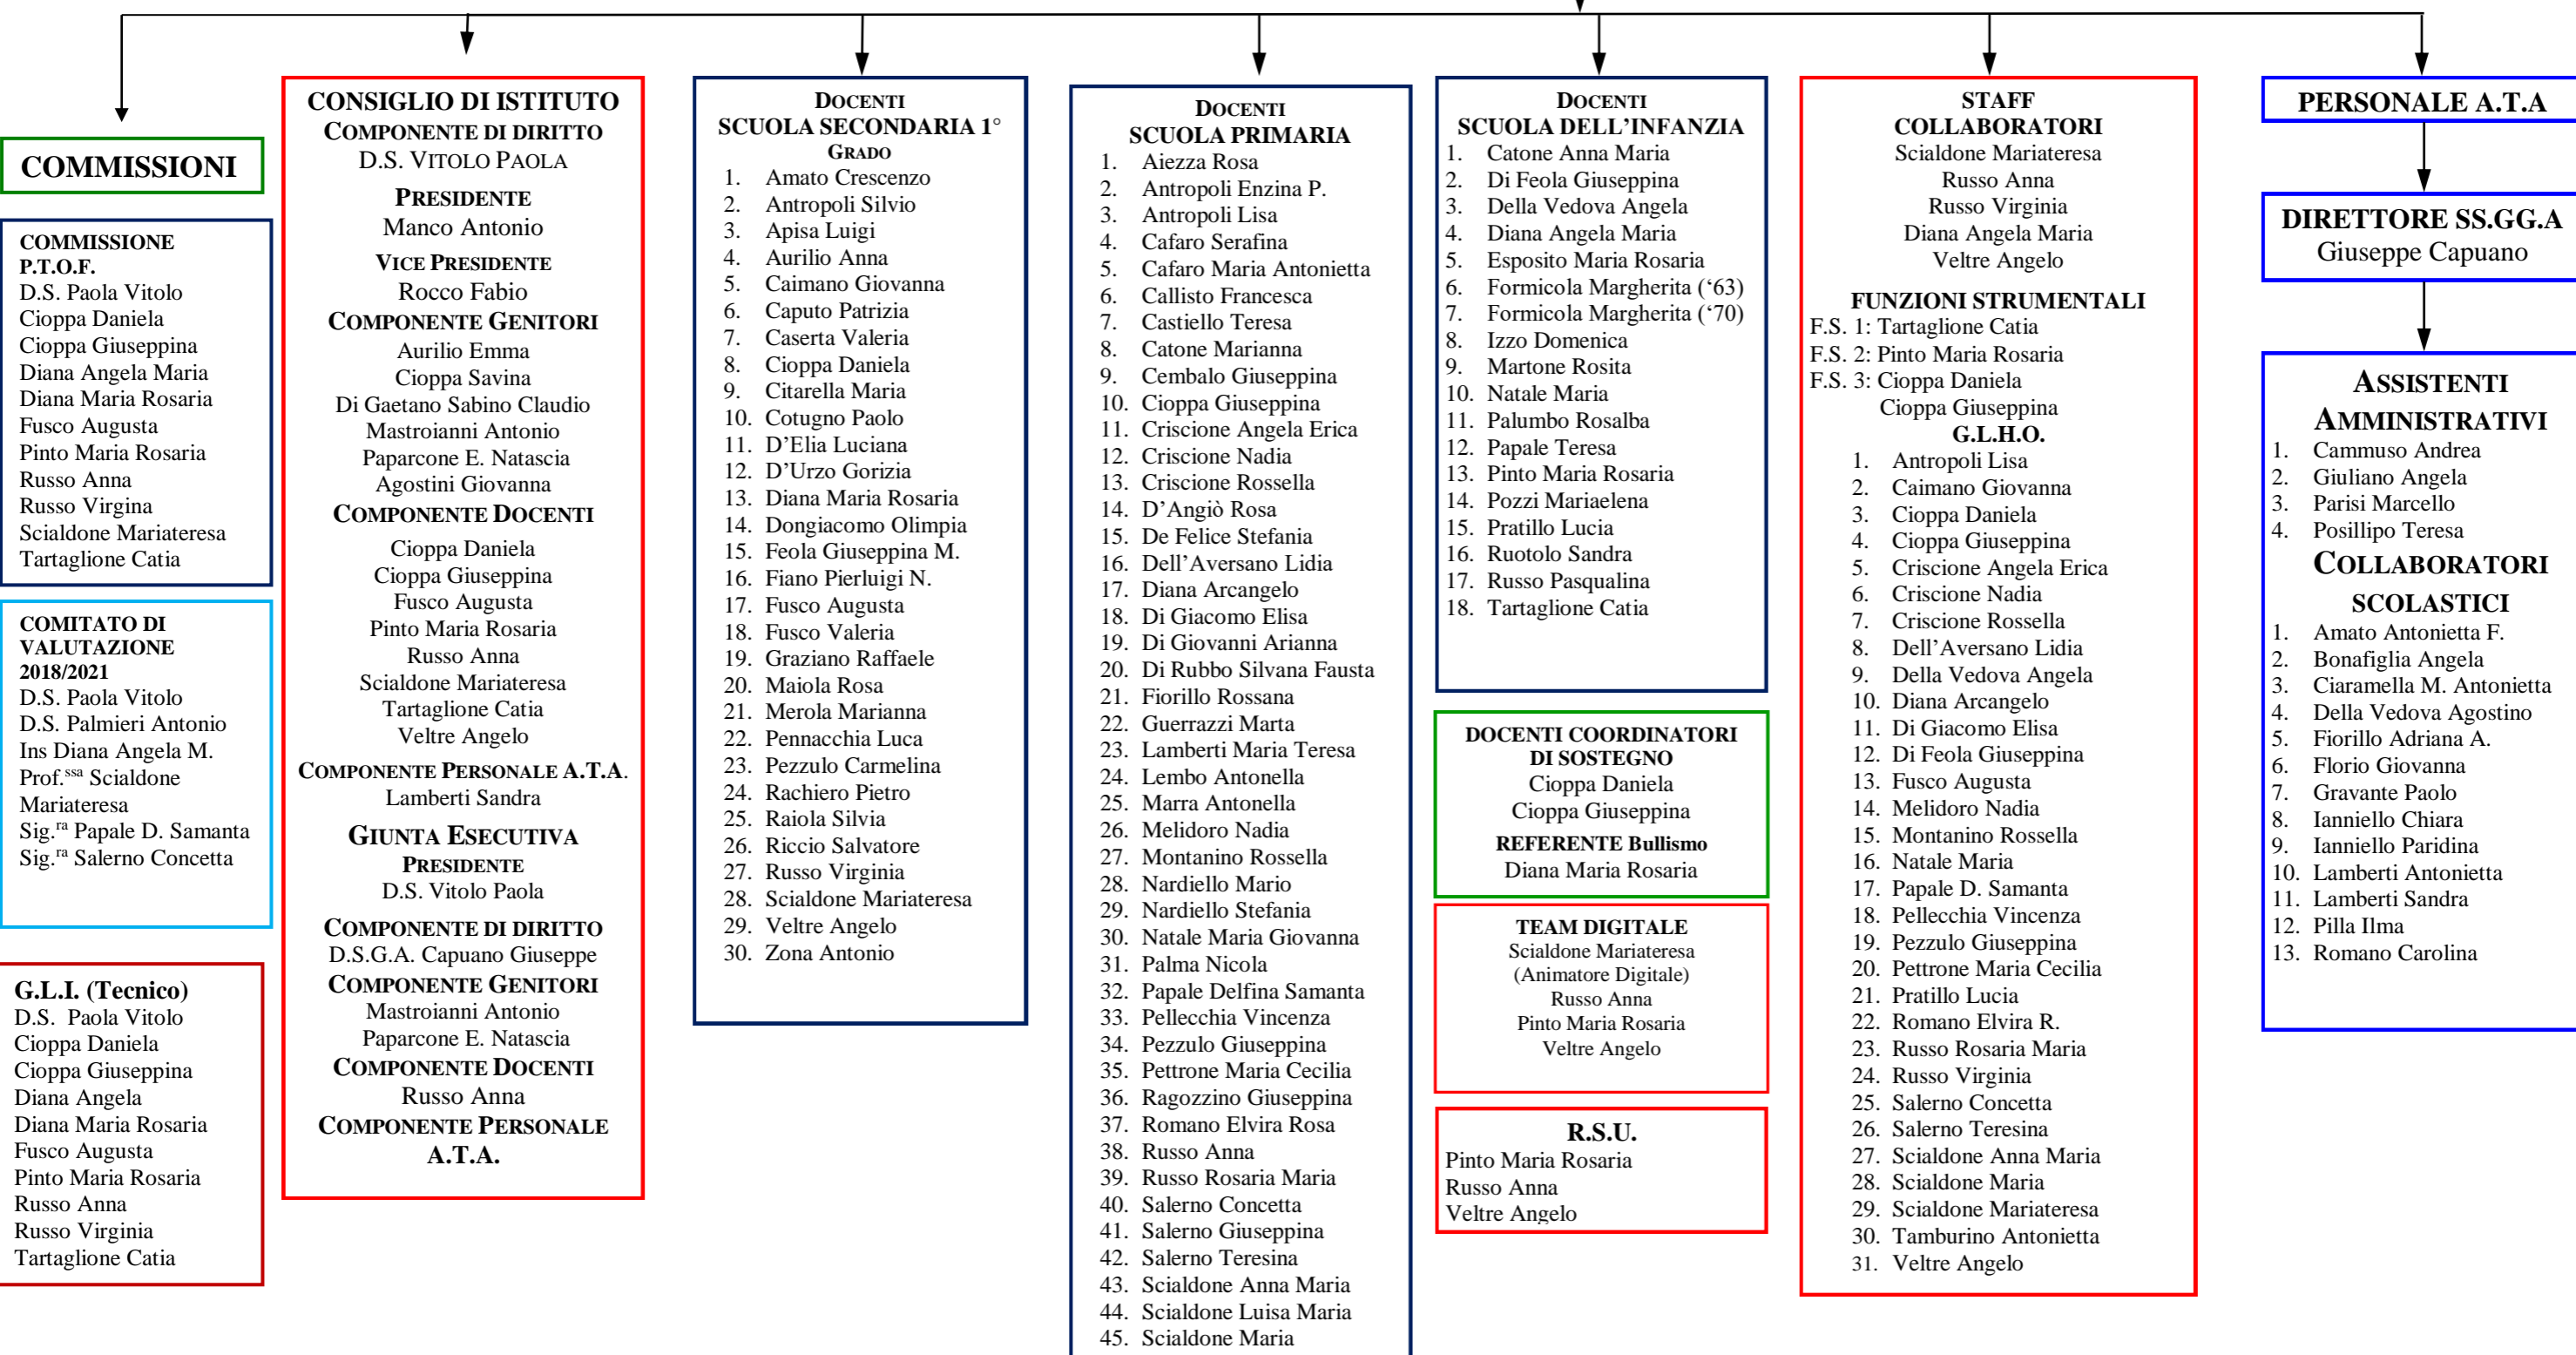 COMMISSIONI
COMMISSIONE
P.T.O.F.
D.S. Paola Vitolo
Cioppa Daniela
Cioppa Giuseppina
Diana Angela Maria
Diana Maria Rosaria
Fusco Augusta
Pinto Maria Rosaria
Russo Anna
Russo Virgina
Scialdone Mariateresa
Tartaglione Catia
COMITATO DI
VALUTAZIONE
2018/2021
D.S. Paola Vitolo
D.S. Palmieri Antonio
Ins Diana Angela M.
Prof.ssa Scialdone
Mariateresa
Sig.ra Papale D. Samanta
Sig.ra Salerno Concetta
G.L.I. (Tecnico)
D.S. Paola Vitolo
Cioppa Daniela
Cioppa Giuseppina
Diana Angela
Diana Maria Rosaria
Fusco Augusta
Pinto Maria Rosaria
Russo Anna
Russo Virginia
Tartaglione Catia
CONSIGLIO DI ISTITUTO
COMPONENTE DI DIRITTO
D.S. VITOLO PAOLA
PRESIDENTE
Manco Antonio
VICE PRESIDENTE
Rocco Fabio
COMPONENTE GENITORI
Aurilio Emma
Cioppa Savina
Di Gaetano Sabino Claudio
Mastroianni Antonio
Paparcone E. Natascia
Agostini Giovanna
COMPONENTE DOCENTI
Cioppa Daniela
Cioppa Giuseppina
Fusco Augusta
Pinto Maria Rosaria
Russo Anna
Scialdone Mariateresa
Tartaglione Catia
Veltre Angelo
COMPONENTE PERSONALE A.T.A.
Lamberti Sandra
GIUNTA ESECUTIVA
PRESIDENTE
D.S. Vitolo Paola
COMPONENTE DI DIRITTO
D.S.G.A. Capuano Giuseppe
COMPONENTE GENITORI
Mastroianni Antonio
Paparcone E. Natascia
COMPONENTE DOCENTI
Russo Anna
COMPONENTE PERSONALE
A.T.A.
DOCENTI
SCUOLA SECONDARIA 1°
GRADO
1. Amato Crescenzo
2. Antropoli Silvio
3. Apisa Luigi
4. Aurilio Anna
5. Caimano Giovanna
6. Caputo Patrizia
7. Caserta Valeria
8. Cioppa Daniela
9. Citarella Maria
10. Cotugno Paolo
11. D'Elia Luciana
12. D'Urzo Gorizia
13. Diana Maria Rosaria
14. Dongiacomo Olimpia
15. Feola Giuseppina M.
16. Fiano Pierluigi N.
17. Fusco Augusta
18. Fusco Valeria
19. Graziano Raffaele
20. Maiola Rosa
21. Merola Marianna
22. Pennacchia Luca
23. Pezzulo Carmelina
24. Rachiero Pietro
25. Raiola Silvia
26. Riccio Salvatore
27. Russo Virginia
28. Scialdone Mariateresa
29. Veltre Angelo
30. Zona Antonio
DOCENTI
SCUOLA PRIMARIA
1. Aiezza Rosa
2. Antropoli Enzina P.
3. Antropoli Lisa
4. Cafaro Serafina
5. Cafaro Maria Antonietta
6. Callisto Francesca
7. Castiello Teresa
8. Catone Marianna
9. Cembalo Giuseppina
10. Cioppa Giuseppina
11. Criscione Angela Erica
12. Criscione Nadia
13. Criscione Rossella
14. D'Angiò Rosa
15. De Felice Stefania
16. Dell'Aversano Lidia
17. Diana Arcangelo
18. Di Giacomo Elisa
19. Di Giovanni Arianna
20. Di Rubbo Silvana Fausta
21. Fiorillo Rossana
22. Guerrazzi Marta
23. Lamberti Maria Teresa
24. Lembo Antonella
25. Marra Antonella
26. Melidoro Nadia
27. Montanino Rossella
28. Nardiello Mario
29. Nardiello Stefania
30. Natale Maria Giovanna
31. Palma Nicola
32. Papale Delfina Samanta
33. Pellecchia Vincenza
34. Pezzulo Giuseppina
35. Pettrone Maria Cecilia
36. Ragozzino Giuseppina
37. Romano Elvira Rosa
38. Russo Anna
39. Russo Rosaria Maria
40. Salerno Concetta
41. Salerno Giuseppina
42. Salerno Teresina
43. Scialdone Anna Maria
44. Scialdone Luisa Maria
45. Scialdone Maria
DOCENTI
SCUOLA DELL'INFANZIA
1. Catone Anna Maria
2. Di Feola Giuseppina
3. Della Vedova Angela
4. Diana Angela Maria
5. Esposito Maria Rosaria
6. Formicola Margherita ('63)
7. Formicola Margherita ('70)
8. Izzo Domenica
9. Martone Rosita
10. Natale Maria
11. Palumbo Rosalba
12. Papale Teresa
13. Pinto Maria Rosaria
14. Pozzi Mariaelena
15. Pratillo Lucia
16. Ruotolo Sandra
17. Russo Pasqualina
18. Tartaglione Catia
DOCENTI COORDINATORI
DI SOSTEGNO
Cioppa Daniela
Cioppa Giuseppina
REFERENTE Bullismo
Diana Maria Rosaria
TEAM DIGITALE
Scialdone Mariateresa
(Animatore Digitale)
Russo Anna
Pinto Maria Rosaria
Veltre Angelo
R.S.U.
Pinto Maria Rosaria
Russo Anna
Veltre Angelo
STAFF
COLLABORATORI
Scialdone Mariateresa
Russo Anna
Russo Virginia
Diana Angela Maria
Veltre Angelo
FUNZIONI STRUMENTALI
F.S. 1: Tartaglione Catia
F.S. 2: Pinto Maria Rosaria
F.S. 3: Cioppa Daniela
Cioppa Giuseppina
G.L.H.O.
1. Antropoli Lisa
2. Caimano Giovanna
3. Cioppa Daniela
4. Cioppa Giuseppina
5. Criscione Angela Erica
6. Criscione Nadia
7. Criscione Rossella
8. Dell'Aversano Lidia
9. Della Vedova Angela
10. Diana Arcangelo
11. Di Giacomo Elisa
12. Di Feola Giuseppina
13. Fusco Augusta
14. Melidoro Nadia
15. Montanino Rossella
16. Natale Maria
17. Papale D. Samanta
18. Pellecchia Vincenza
19. Pezzulo Giuseppina
20. Pettrone Maria Cecilia
21. Pratillo Lucia
22. Romano Elvira R.
23. Russo Rosaria Maria
24. Russo Virginia
25. Salerno Concetta
26. Salerno Teresina
27. Scialdone Anna Maria
28. Scialdone Maria
29. Scialdone Mariateresa
30. Tamburino Antonietta
31. Veltre Angelo
PERSONALE A.T.A
DIRETTORE SS.GG.A
Giuseppe Capuano
ASSISTENTI
AMMINISTRATIVI
1. Cammuso Andrea
2. Giuliano Angela
3. Parisi Marcello
4. Posillipo Teresa
COLLABORATORI
SCOLASTICI
1. Amato Antonietta F.
2. Bonafiglia Angela
3. Ciaramella M. Antonietta
4. Della Vedova Agostino
5. Fiorillo Adriana A.
6. Florio Giovanna
7. Gravante Paolo
8. Ianniello Chiara
9. Ianniello Paridina
10. Lamberti Antonietta
11. Lamberti Sandra
12. Pilla Ilma
13. Romano Carolina